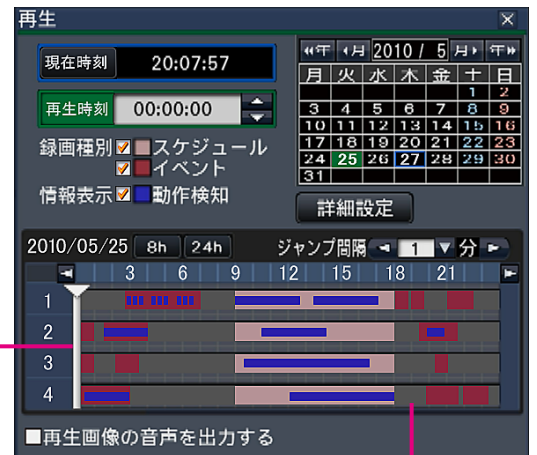 再生
現在時刻 20:07:57
再生時刻 00:00:00
録画種別 スケジュール
イベント
情報表示 動作検知
年 月 2010 / 5 月 年
月 火 水 木 金 土 日
1 2
3 4 5 6 7 8 9
10 11 12 13 14 15 16
17 18 19 20 21 22 23
24 25 26 27 28 29 30
31
詳細設定
2010/05/25 8h 24h ジャンプ間隔 1 分
3 6 9 12 15 18 21
1
2
3
4
再生画像の音声を出力する